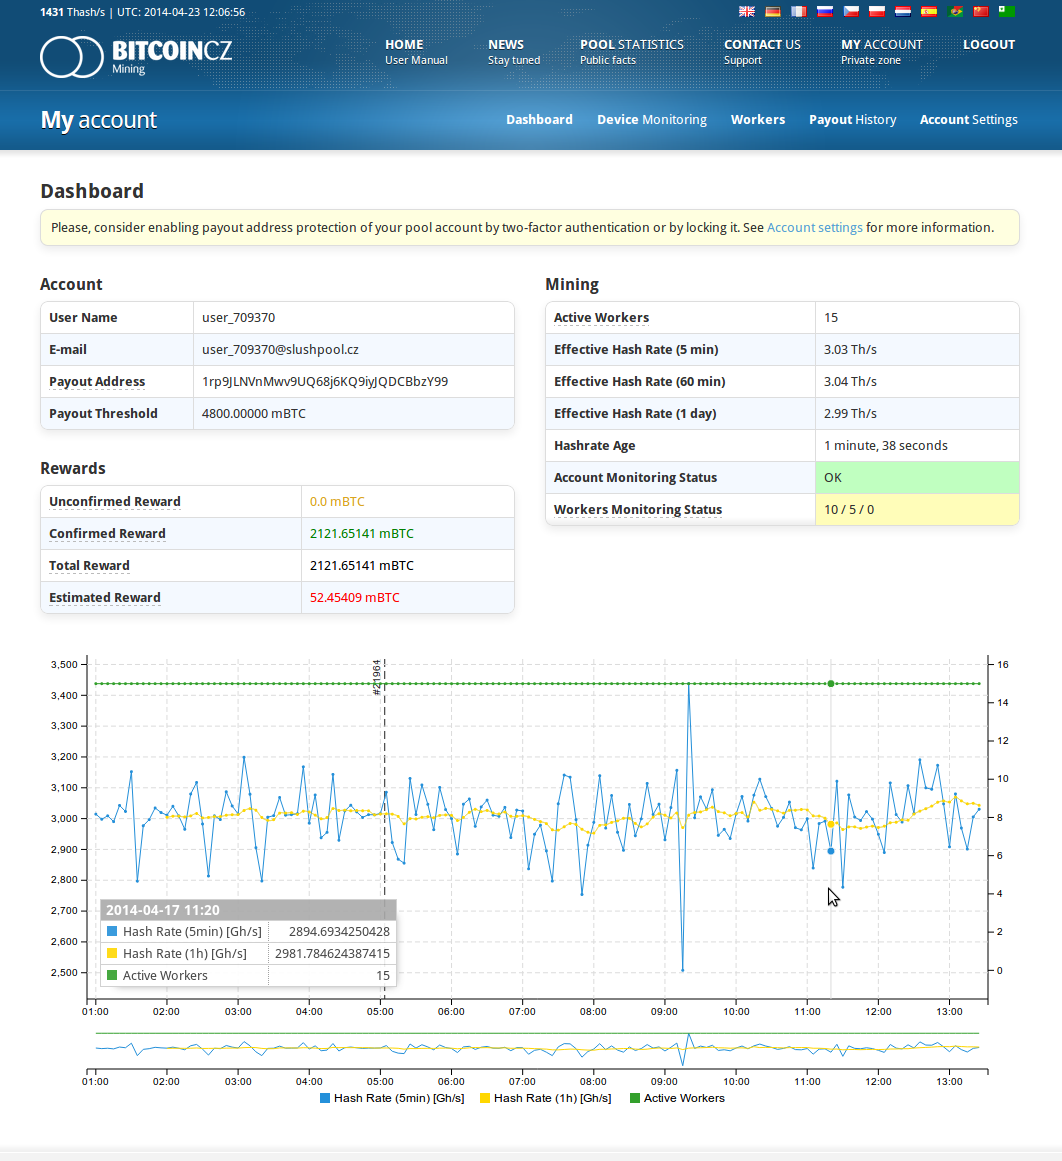 1431 Thash/s | UTC: 2014-04-23 12:06:56
BITCOINCZ
Mining
HOME
User Manual
NEWS
Stay tuned
POOL STATISTICS
Public facts
CONTACT US
Support
MY ACCOUNT
Private zone
LOGOUT
My account
Dashboard
Device Monitoring
Workers
Payout History
Account Settings
Dashboard
Please, consider enabling payout address protection of your pool account by two-factor authentication or by locking it. See Account settings for more information.
Account
User Name user_709370
E-mail user_709370@slushpool.cz
Payout Address 1rp9JLNVnMwv9UQ68j6KQ9iyJQDCBbzY99
Payout Threshold 4800.00000 mBTC
Rewards
Unconfirmed Reward 0.0 mBTC
Confirmed Reward 2121.65141 mBTC
Total Reward 2121.65141 mBTC
Estimated Reward 52.45409 mBTC
Mining
Active Workers 15
Effective Hash Rate (5 min) 3.03 Th/s
Effective Hash Rate (60 min) 3.04 Th/s
Effective Hash Rate (1 day) 2.99 Th/s
Hashrate Age 1 minute, 38 seconds
Account Monitoring Status OK
Workers Monitoring Status 10 / 5 / 0
3,500
3,400
3,300
3,200
3,100
3,000
2,900
2,800
2,700
2,600
2,500
#21964
16
14
12
10
8
6
4
2
0
2014-04-17 11:20
Hash Rate (5min) [Gh/s] 2894.6934250428
Hash Rate (1h) [Gh/s] 2981.784624387415
Active Workers 15
01:00 02:00 03:00 04:00 05:00 06:00 07:00 08:00 09:00 10:00 11:00 12:00 13:00
01:00 02:00 03:00 04:00 05:00 06:00 07:00 08:00 09:00 10:00 11:00 12:00 13:00
Hash Rate (5min) [Gh/s] Hash Rate (1h) [Gh/s] Active Workers